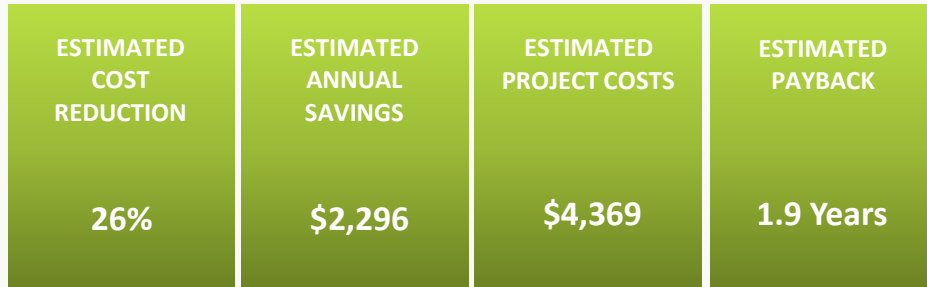 ESTIMATED
COST
REDUCTION
26%
ESTIMATED
ANNUAL
SAVINGS
$2,296
ESTIMATED
PROJECT COSTS
$4,369
ESTIMATED
PAYBACK
1.9 Years